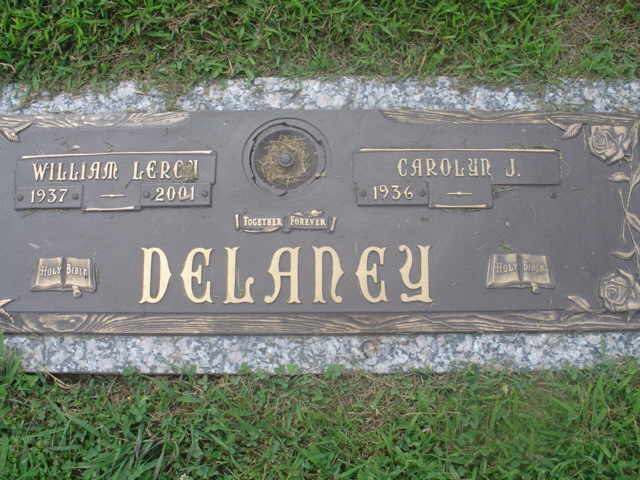 WILLIAM LEROY
1937 2001
CAROLYN J.
1936
TOGETHER FOREVER
HOLY BIBLE
DELANEY
HOLY BIBLE